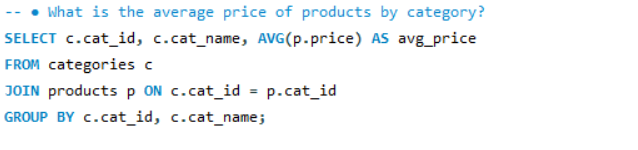 -- • What is the average price of products by category?
SELECT c.cat_id, c.cat_name, AVG(p.price) AS avg_price
FROM categories c
JOIN products p ON c.cat_id = p.cat_id
GROUP BY c.cat_id, c.cat_name;